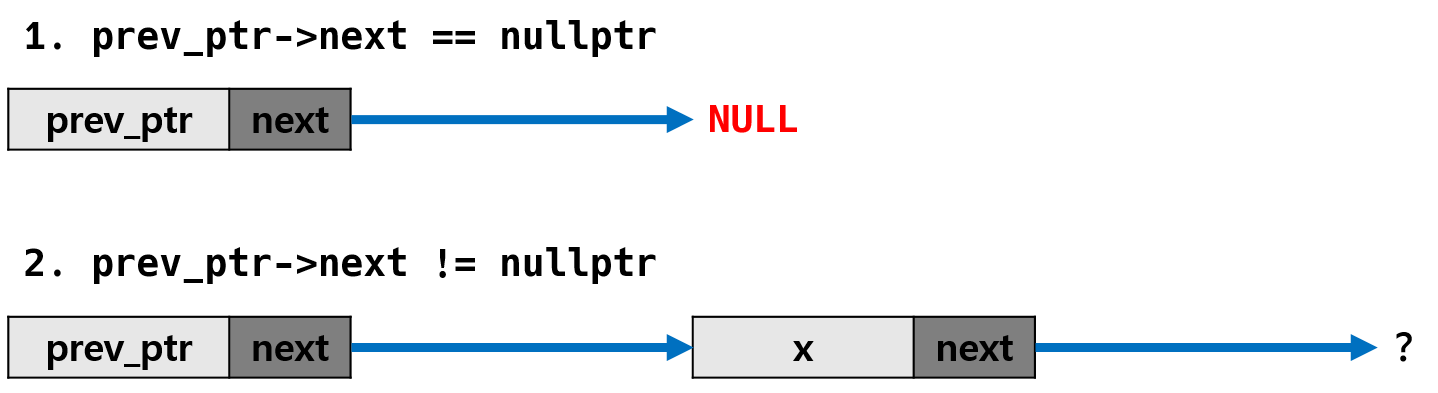 1. prev_ptr->next == nullptr
prev_ptr next NULL
2. prev_ptr->next != nullptr
prev_ptr next x next ?